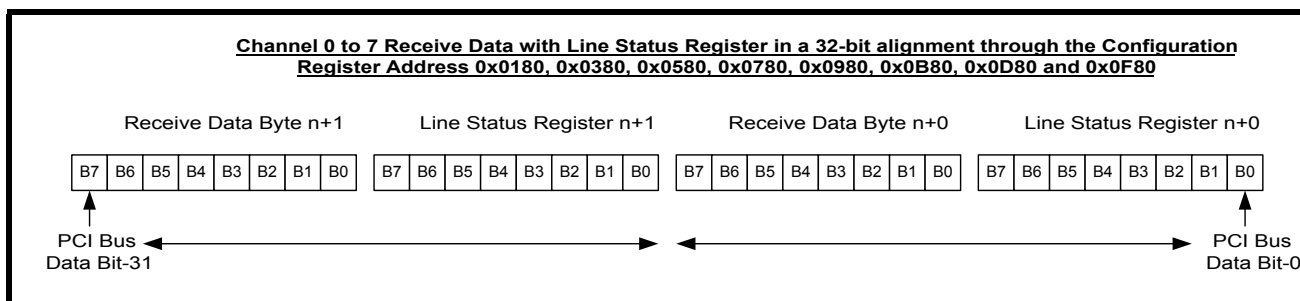 Channel 0 to 7 Receive Data with Line Status Register in a 32-bit alignment through the Configuration
Register Address 0x0180, 0x0380, 0x0580, 0x0780, 0x0980, 0x0B80, 0x0D80 and 0x0F80
Receive Data Byte n+1 Line Status Register n+1 Receive Data Byte n+0 Line Status Register n+0
B7 B6 B5 B4 B3 B2 B1 B0 B7 B6 B5 B4 B3 B2 B1 B0 B7 B6 B5 B4 B3 B2 B1 B0 B7 B6 B5 B4 B3 B2 B1 B0
PCI Bus PCI Bus
Data Bit-31 Data Bit-0